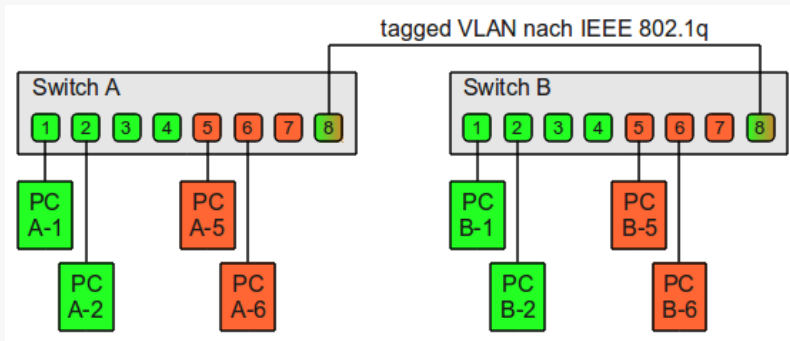 tagged VLAN nach IEEE 802.1q
Switch A
1 2 3 4 5 6 7 8
PC
A-1
PC
A-5
PC
A-2
PC
A-6
Switch B
1 2 3 4 5 6 7 8
PC
B-1
PC
B-5
PC
B-2
PC
B-6